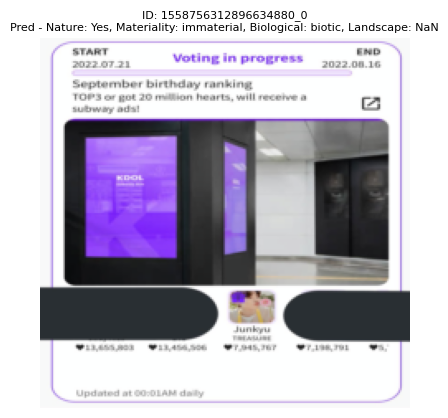 ID: 1558756312896634880_0
Pred - Nature: Yes, Materiality: immaterial, Biological: biotic, Landscape: NaN
START
Voting in progress
END
2022.07.21
2022.08.16
September birthday ranking
TOP3 or got 20 million hearts, will receive a
subway ads!
KDOL
Junkyu
TREASURE
♥13,655,803 ♥13,456,506 ♥7,945,767 ♥7,198,791 ♥5,
Updated at 00:01AM daily